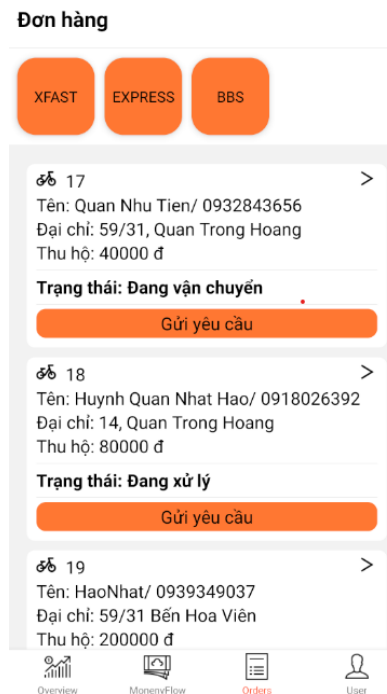 Đơn hàng
XFAST EXPRESS BBS
17
Tên: Quan Nhu Tien/ 0932843656
Đại chỉ: 59/31, Quan Trong Hoang
Thu hộ: 40000 đ
Trạng thái: Đang vận chuyển
Gửi yêu cầu
18
Tên: Huynh Quan Nhat Hao/ 0918026392
Đại chỉ: 14, Quan Trong Hoang
Thu hộ: 80000 đ
Trạng thái: Đang xử lý
Gửi yêu cầu
19
Tên: HaoNhat/ 0939349037
Đại chỉ: 59/31 Bến Hoa Viên
Thu hộ: 200000 đ
Overview MonenyFlow Orders User